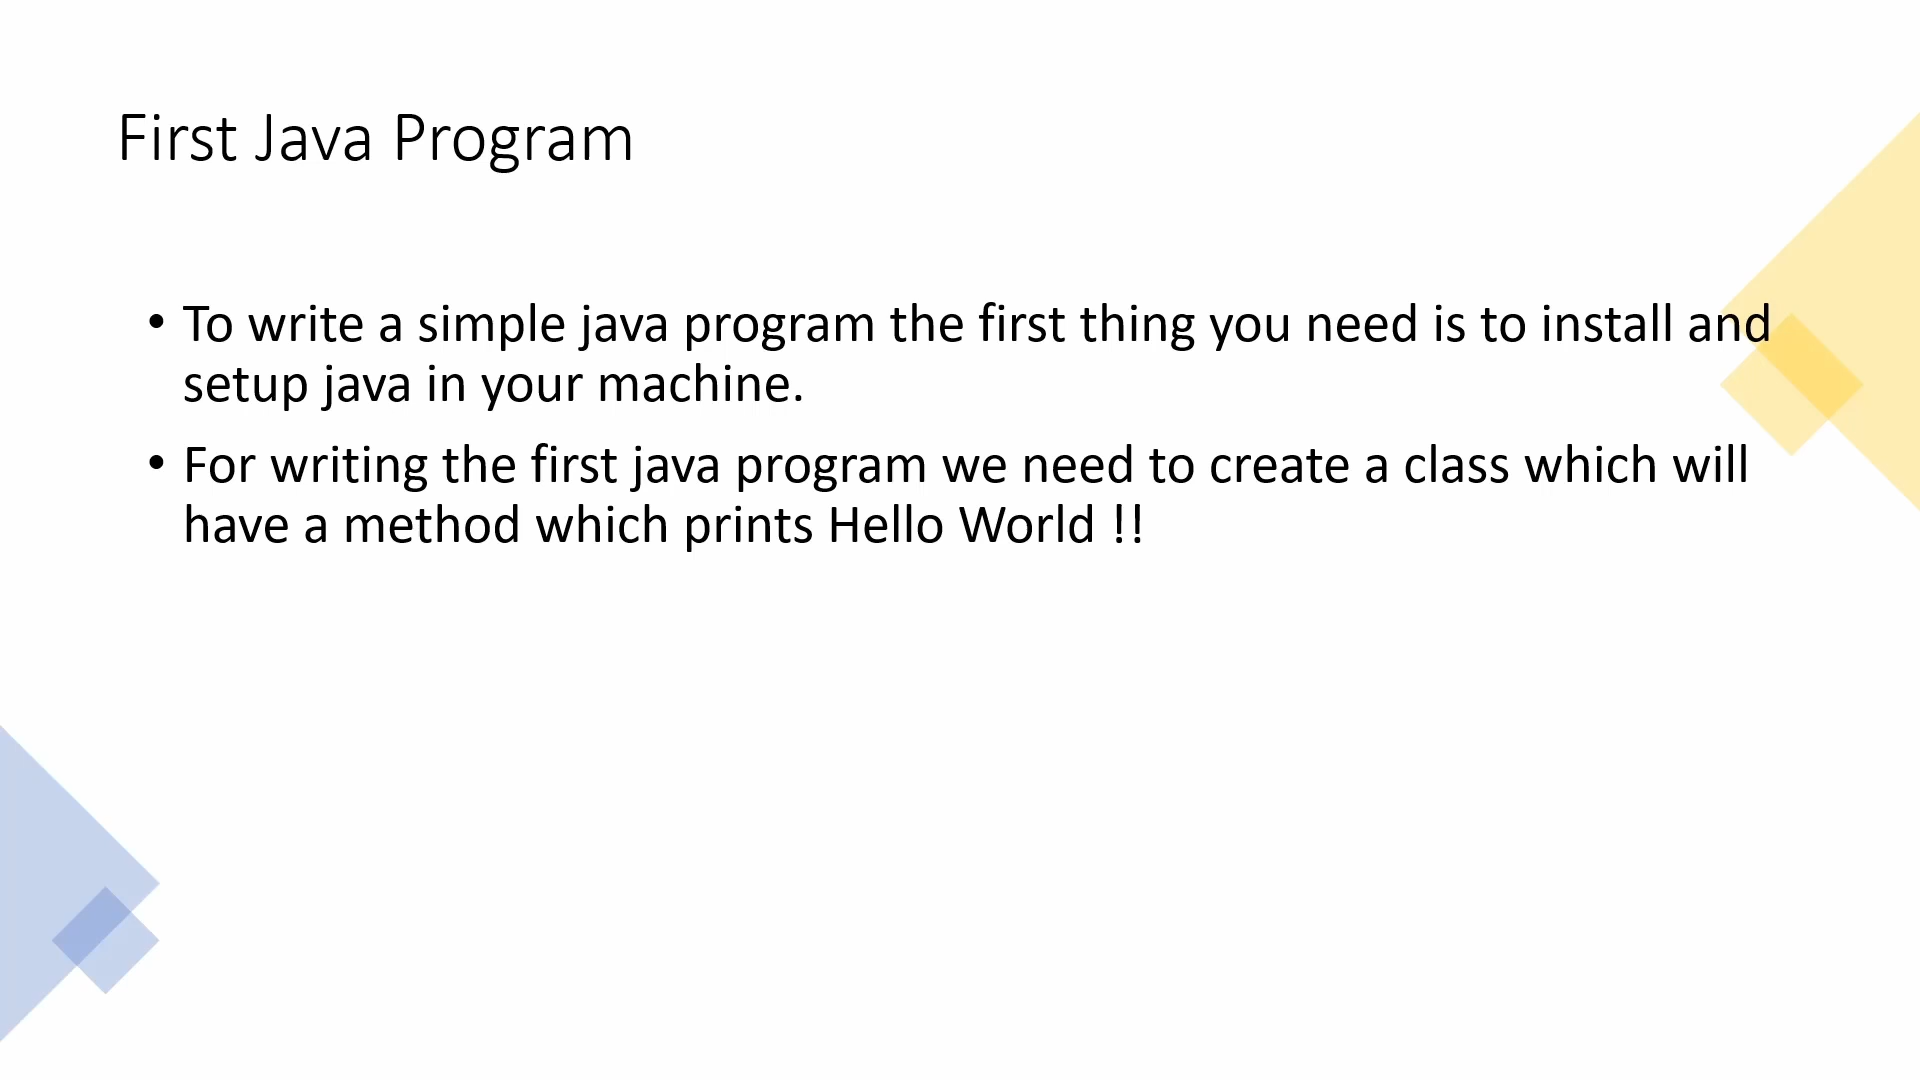 First Java Program
• To write a simple java program the first thing you need is to install and
setup java in your machine.
• For writing the first java program we need to create a class which will
have a method which prints Hello World !!